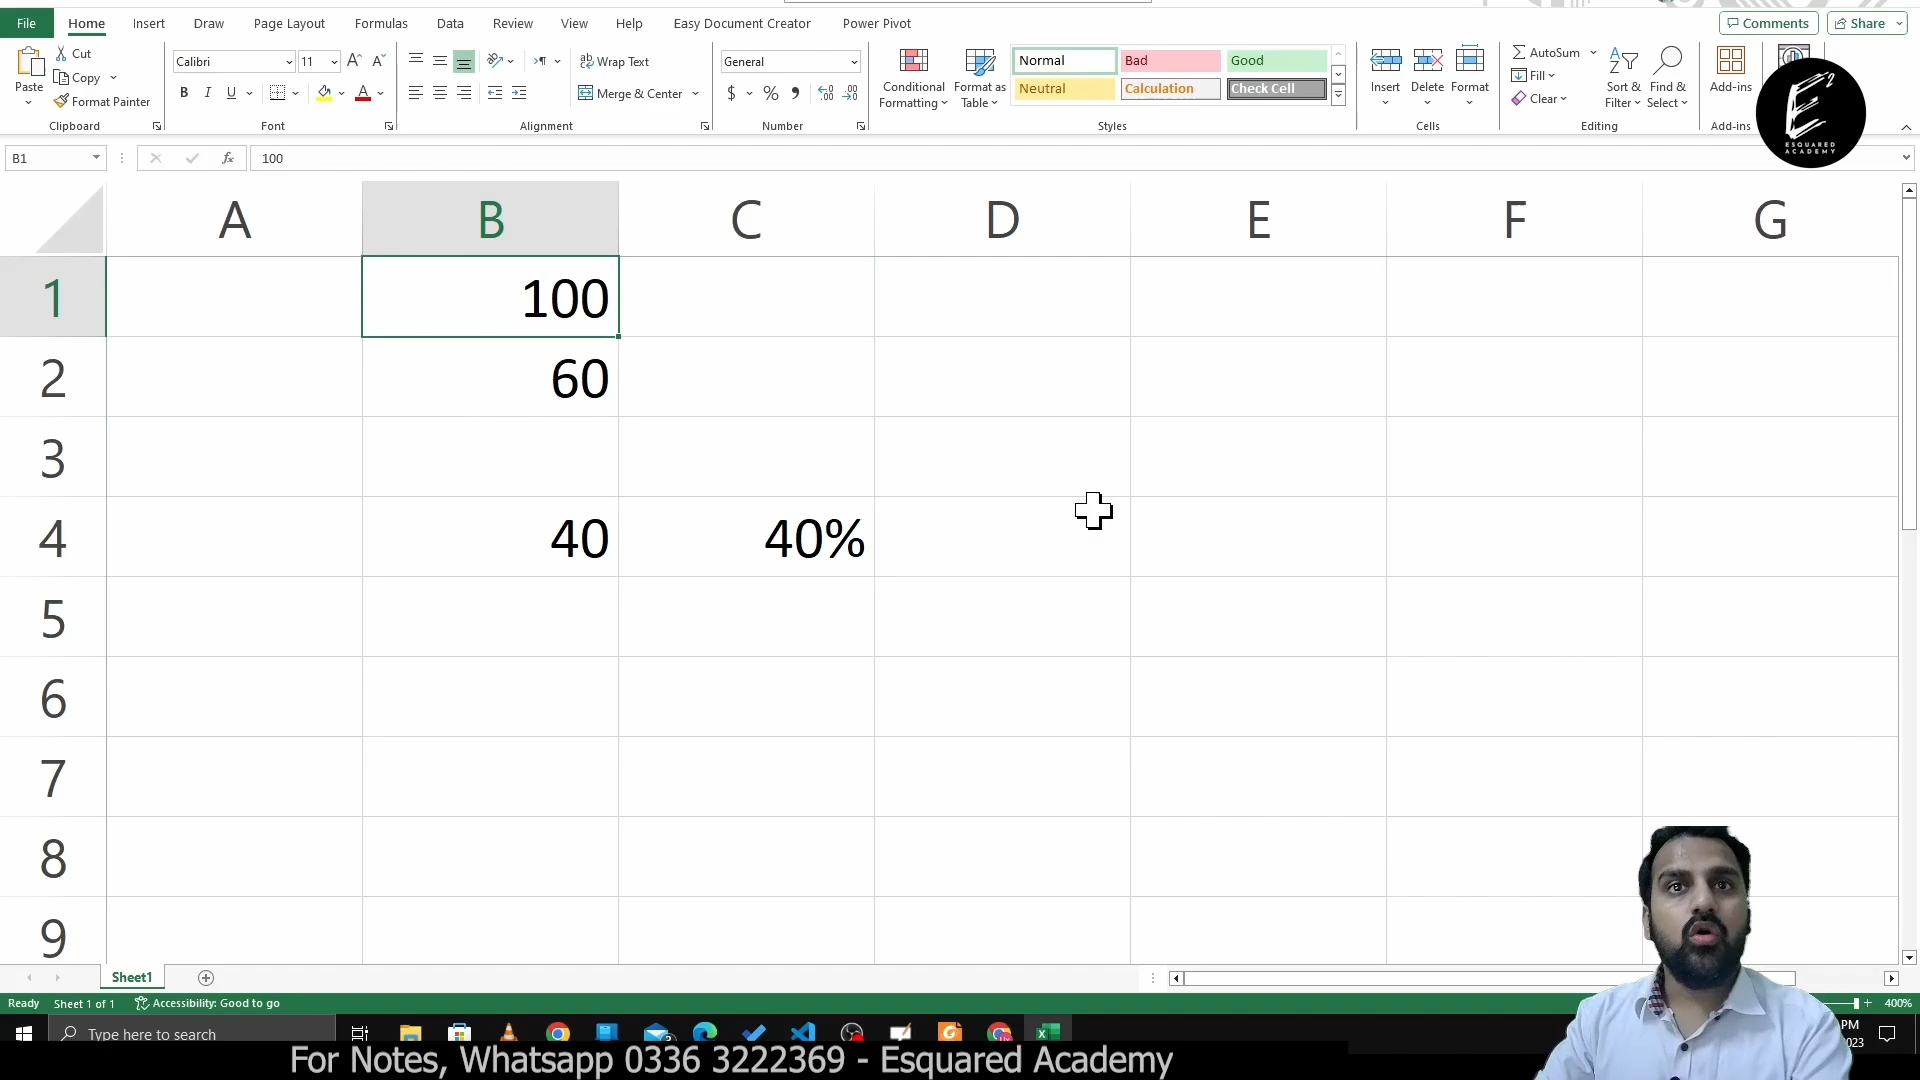 File Home Insert Draw Page Layout Formulas Data Review View Help Easy Document Creator Power Pivot Comments Share
Paste Cut Copy Format Painter Clipboard
Calibri 11 B I U A Font
Wrap Text Merge & Center Alignment
General $ % , Number
Conditional Formatting Format as Table Normal Bad Good Neutral Calculation Check Cell Styles
Insert Delete Format Cells
AutoSum Fill Clear Sort & Filter Find & Select Editing
Add-ins Add-ins
E²
ESQUARED
ACADEMY
B1 fx 100
A B C D E F G
1 100
2 60
3
4 40 40%
5
6
7
8
9
Sheet1
Ready Sheet 1 of 1 Accessibility: Good to go 400%
Type here to search PM
023
For Notes, Whatsapp 0336 3222369 - Esquared Academy